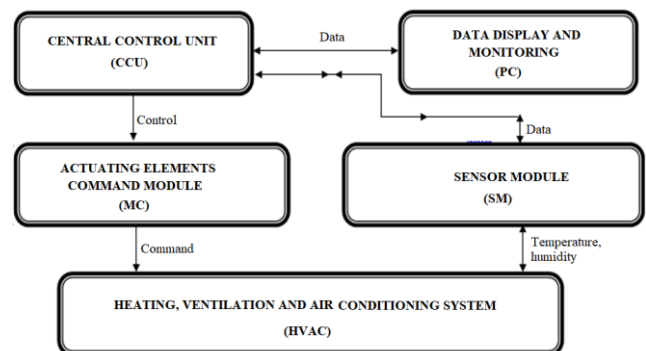 CENTRAL CONTROL UNIT
(CCU)
Data
DATA DISPLAY AND
MONITORING
(PC)
Control
Data
ACTUATING ELEMENTS
COMMAND MODULE
(MC)
SENSOR MODULE
(SM)
Command
Temperature,
humidity
HEATING, VENTILATION AND AIR CONDITIONING SYSTEM
(HVAC)